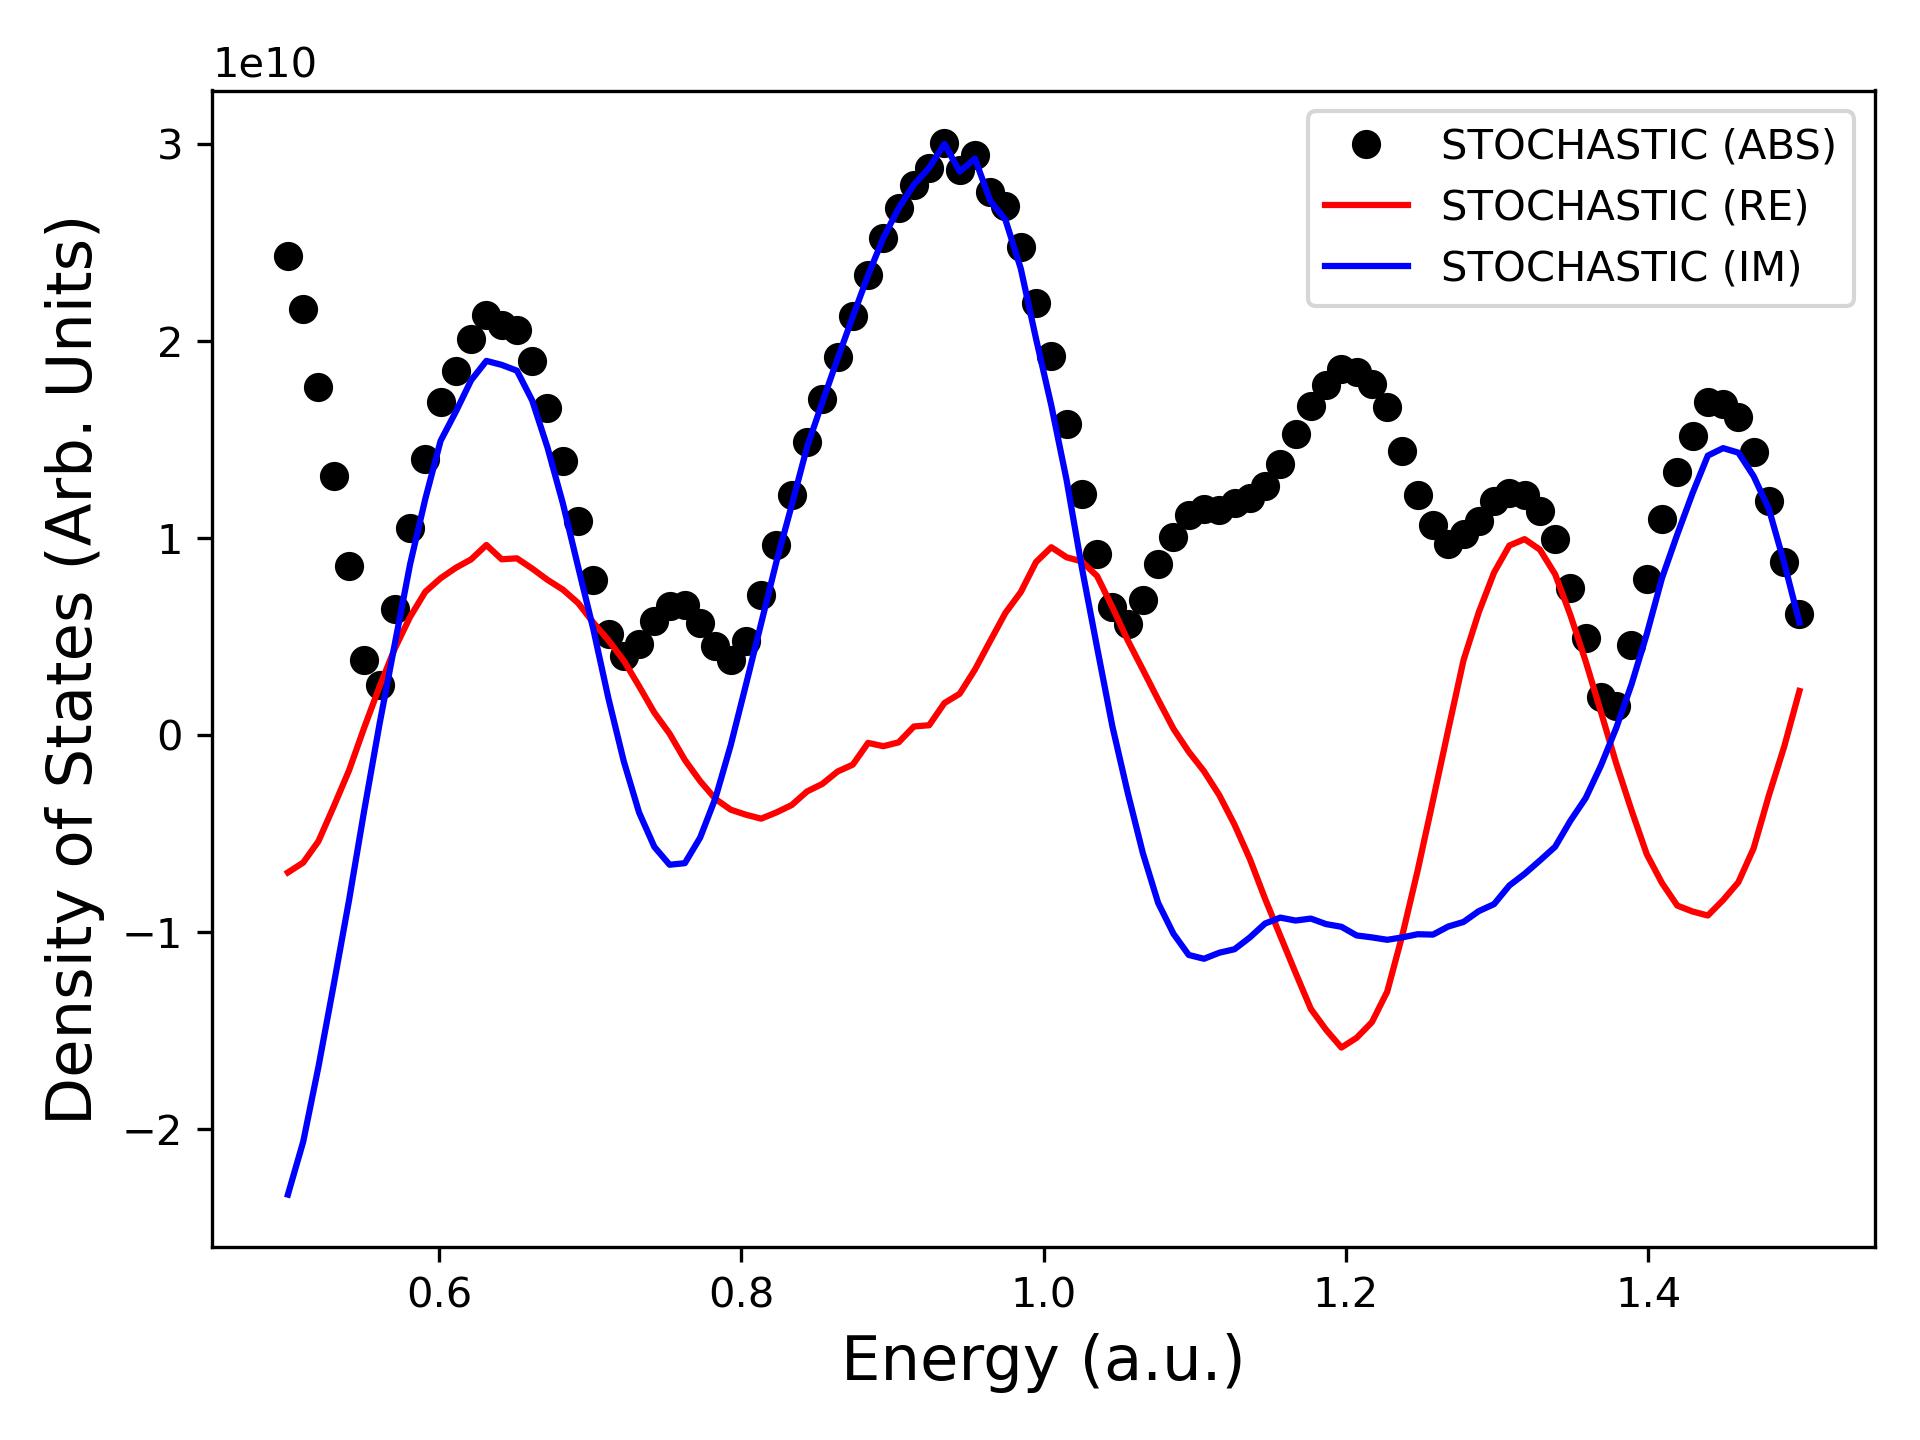 1e10
3
2
1
0
−1
−2
Density of States (Arb. Units)
STOCHASTIC (ABS)
STOCHASTIC (RE)
STOCHASTIC (IM)
0.6 0.8 1.0 1.2 1.4
Energy (a.u.)